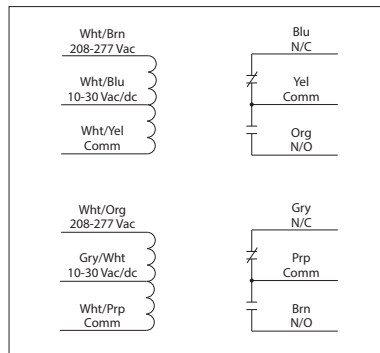 Wht/Brn
208-277 Vac
Wht/Blu
10-30 Vac/dc
Wht/Yel
Comm
Blu
N/C
Yel
Comm
Org
N/O
Wht/Org
208-277 Vac
Gry/Wht
10-30 Vac/dc
Wht/Prp
Comm
Gry
N/C
Prp
Comm
Brn
N/O